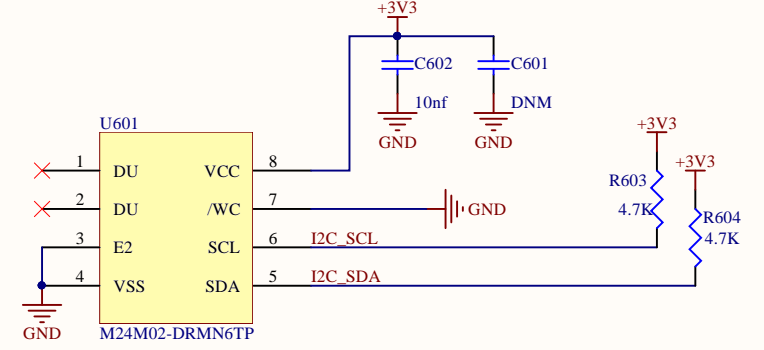 +3V3
C602
C601
10nf
DNM
GND
GND
U601
1
DU
VCC
8
2
DU
/WC
7
GND
3
E2
SCL
6
I2C_SCL
4
VSS
SDA
5
I2C_SDA
GND
M24M02-DRMN6TP
+3V3
R603
4.7K
+3V3
R604
4.7K